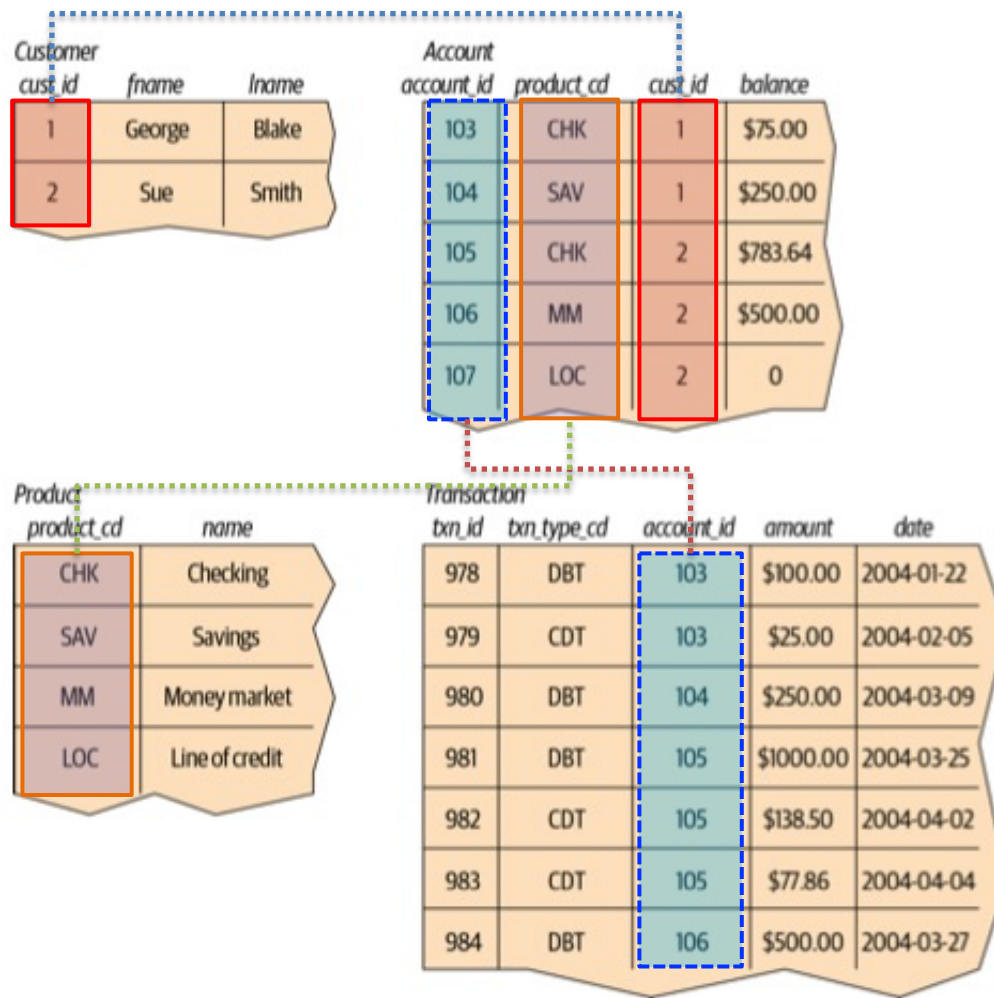 Customer
cust_id fname lname
1 George Blake
2 Sue Smith
Account
account_id product_cd cust_id balance
103 CHK 1 $75.00
104 SAV 1 $250.00
105 CHK 2 $783.64
106 MM 2 $500.00
107 LOC 2 0
Product
product_cd name
CHK Checking
SAV Savings
MM Money market
LOC Line of credit
Transaction
txn_id txn_type_cd account_id amount date
978 DBT 103 $100.00 2004-01-22
979 CDT 103 $25.00 2004-02-05
980 DBT 104 $250.00 2004-03-09
981 DBT 105 $1000.00 2004-03-25
982 CDT 105 $138.50 2004-04-02
983 CDT 105 $77.86 2004-04-04
984 DBT 106 $500.00 2004-03-27